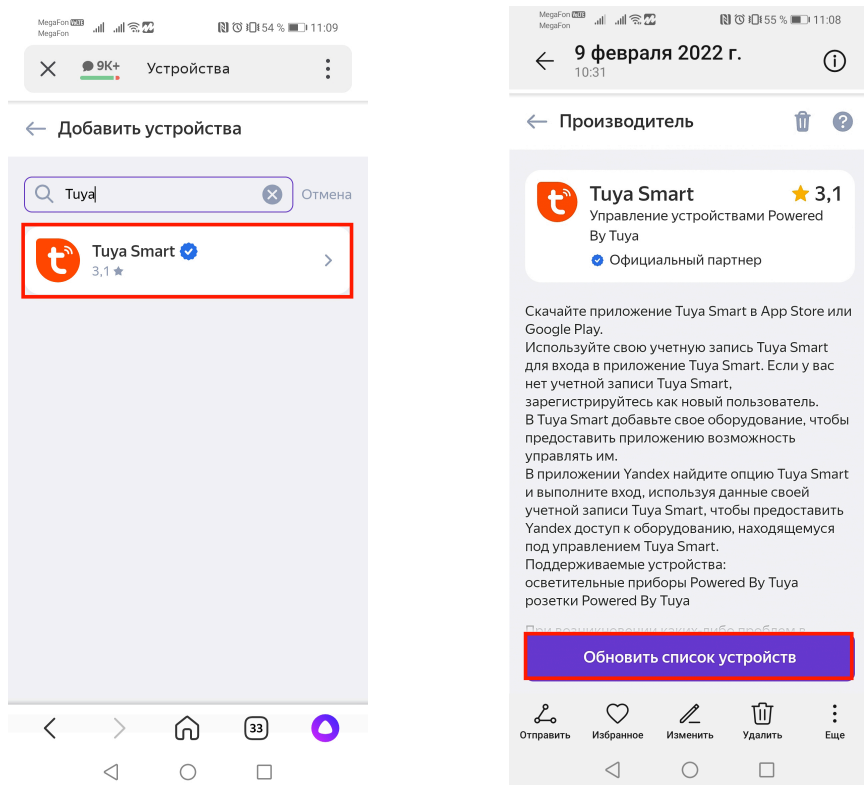 MegaFon VoLTE
MegaFon
54 % 11:09
9K+ Устройства
Добавить устройства
Tuya Отмена
Tuya Smart
3,1
33
MegaFon VoLTE
MegaFon
55 % 11:08
9 февраля 2022 г.
10:31
Производитель
Tuya Smart 3,1
Управление устройствами Powered
By Tuya
Официальный партнер
Скачайте приложение Tuya Smart в App Store или
Google Play.
Используйте свою учетную запись Tuya Smart
для входа в приложение Tuya Smart. Если у вас
нет учетной записи Tuya Smart,
зарегистрируйтесь как новый пользователь.
В Tuya Smart добавьте свое оборудование, чтобы
предоставить приложению возможность
управлять им.
В приложении Yandex найдите опцию Tuya Smart
и выполните вход, используя данные своей
учетной записи Tuya Smart, чтобы предоставить
Yandex доступ к оборудованию, находящемуся
под управлением Tuya Smart.
Поддерживаемые устройства:
осветительные приборы Powered By Tuya
розетки Powered By Tuya
При возникновении каких-либо проблем в
Обновить список устройств
Отправить Избранное Изменить Удалить Еще